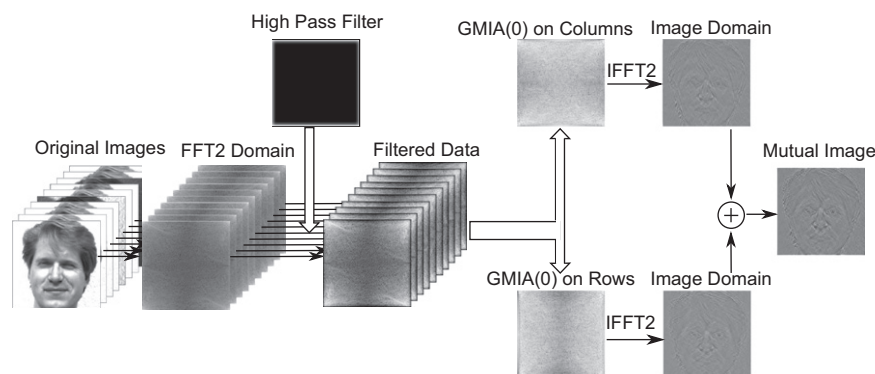 High Pass Filter
GMIA(0) on Columns
Image Domain
IFFT2
Original Images
FFT2 Domain
Filtered Data
Mutual Image
GMIA(0) on Rows
Image Domain
IFFT2